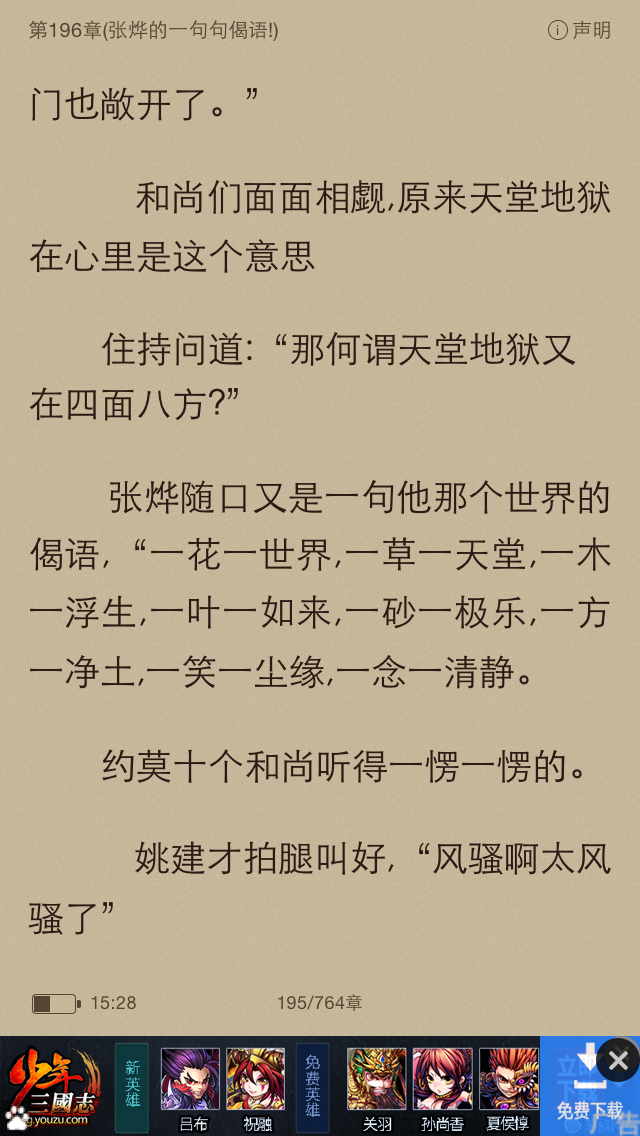 第196章(张烨的一句句偈语!)
ⓘ声明
门也敞开了。”
和尚们面面相觑,原来天堂地狱
在心里是这个意思
住持问道:“那何谓天堂地狱又
在四面八方?”
张烨随口又是一句他那个世界的
偈语,“一花一世界,一草一天堂,一木
一浮生,一叶一如来,一砂一极乐,一方
一净土,一笑一尘缘,一念一清静。
约莫十个和尚听得一愣一愣的。
姚建才拍腿叫好,“风骚啊太风
骚了”
15:28
195/764章
少年
三國志
g.youzu.com
新英雄
吕布
祝融
免费英雄
关羽
孙尚香
夏侯惇
免费下载
广告